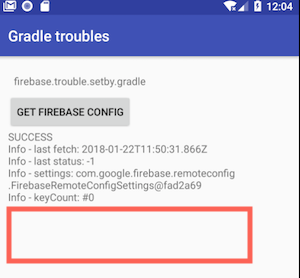 12:04
Gradle troubles
firebase.trouble.setby.gradle
GET FIREBASE CONFIG
SUCCESS
Info - last fetch: 2018-01-22T11:50:31.866Z
Info - last status: -1
Info - settings: com.google.firebase.remoteconfig
.FirebaseRemoteConfigSettings@fad2a69
Info - keyCount: #0